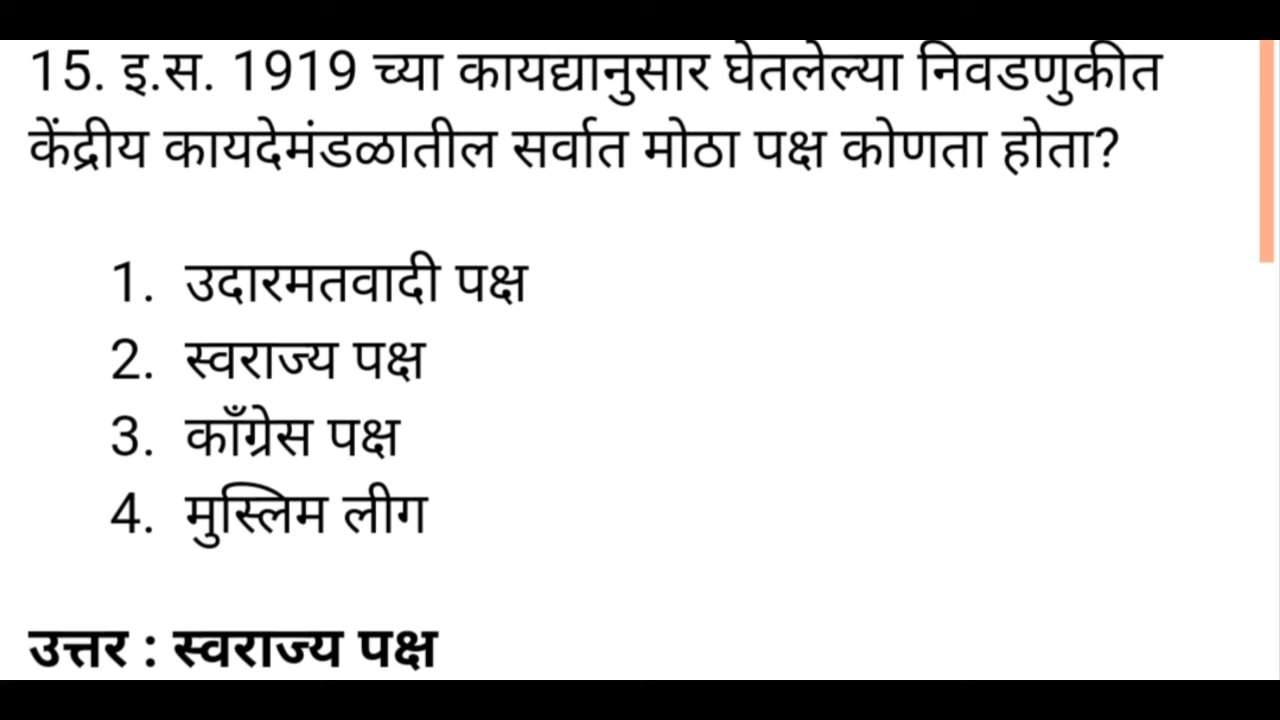 15. इ.स. 1919 च्या कायद्यानुसार घेतलेल्या निवडणुकीत
केंद्रीय कायदेमंडळातील सर्वात मोठा पक्ष कोणता होता?
1. उदारमतवादी पक्ष
2. स्वराज्य पक्ष
3. काँग्रेस पक्ष
4. मुस्लिम लीग
उत्तर : स्वराज्य पक्ष